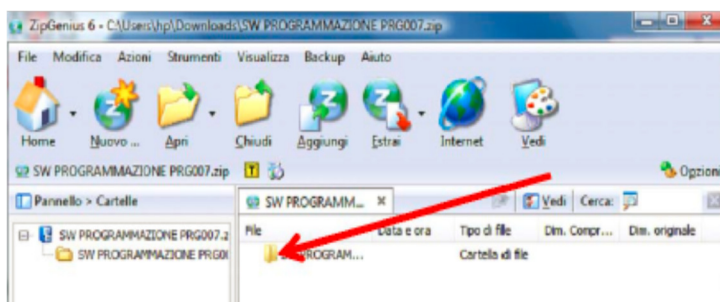 ZipGenius 6 - C:\Users\hp\Downloads\SW PROGRAMMAZIONE PRG007.zip
File Modifica Azioni Strumenti Visualizza Backup Aiuto
Home Nuovo ... Apri Chiudi Aggiungi Estrai Internet Vedi
SW PROGRAMMAZIONE PRG007.zip Opzioni
Pannello > Cartelle SW PROGRAMM... Vedi Cerca:
File Data e ora Tipo di file Dim. Compr... Dim. originale
SW PROGRAMMAZIONE PRG007.z
SW PROGRAM... Cartella di file
SW PROGRAMMAZIONE PRG0